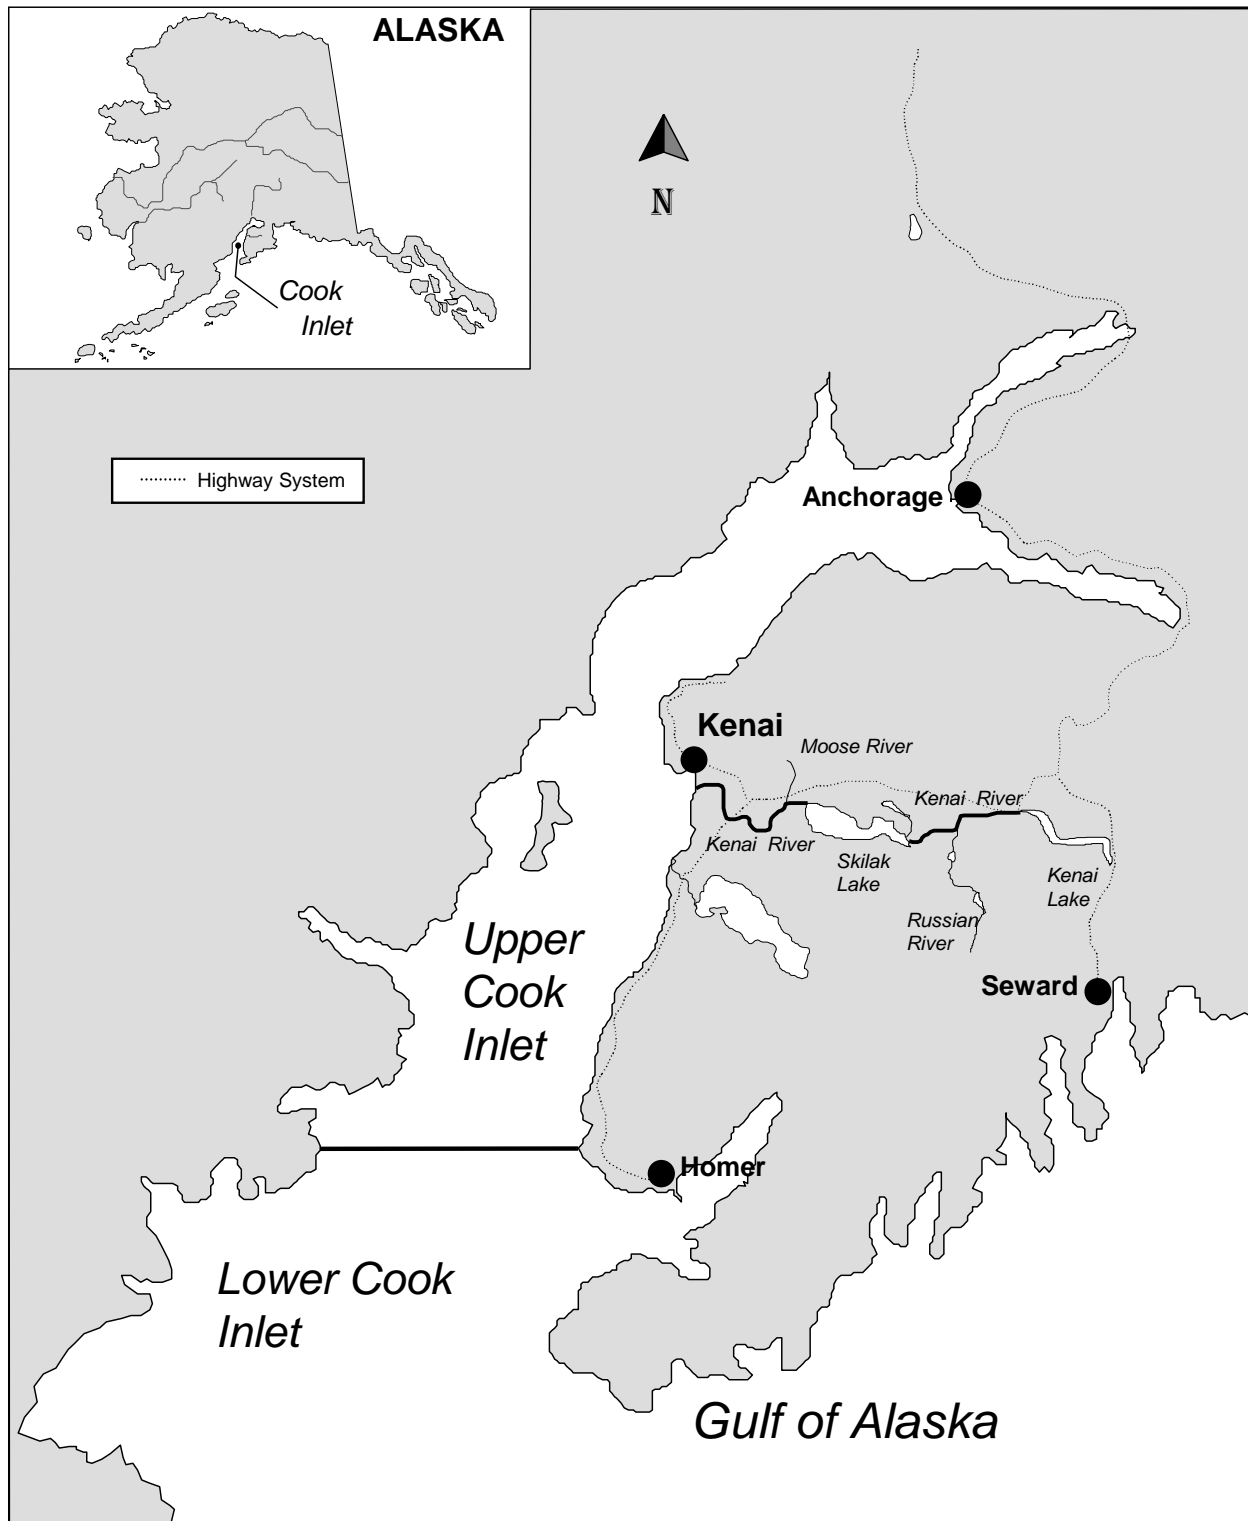 ALASKA
Cook
Inlet
N
Highway System
Anchorage
Kenai
Moose River
Kenai River
Kenai River
Skilak
Lake
Kenai
Lake
Russian
River
Upper
Cook
Inlet
Seward
Homer
Lower Cook
Inlet
Gulf of Alaska